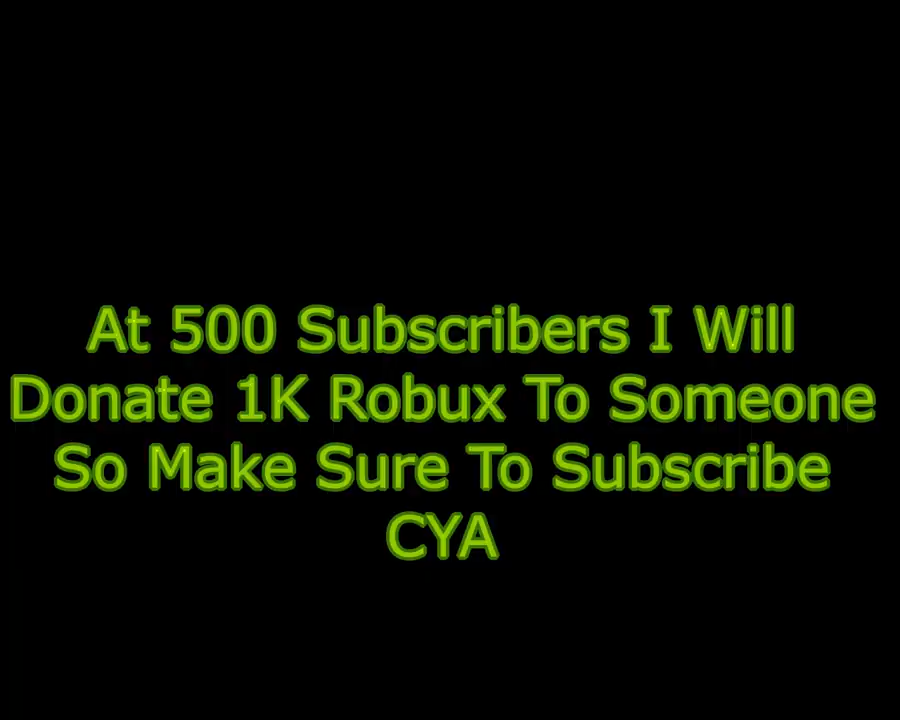 At 500 Subscribers I Will
Donate 1K Robux To Someone
So Make Sure To Subscribe
CYA